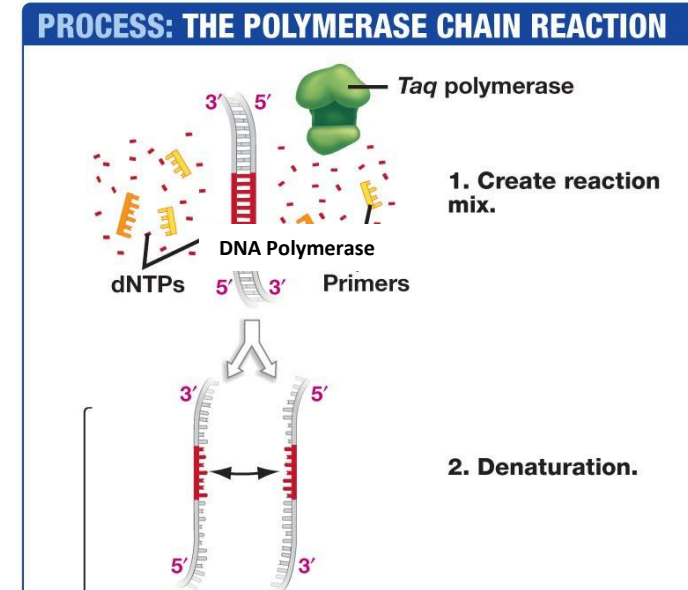 PROCESS: THE POLYMERASE CHAIN REACTION
3′ 5′
Taq polymerase
1. Create reaction
mix.
DNA Polymerase
dNTPs
5′ 3′
Primers
3′ 5′
2. Denaturation.
5′ 3′